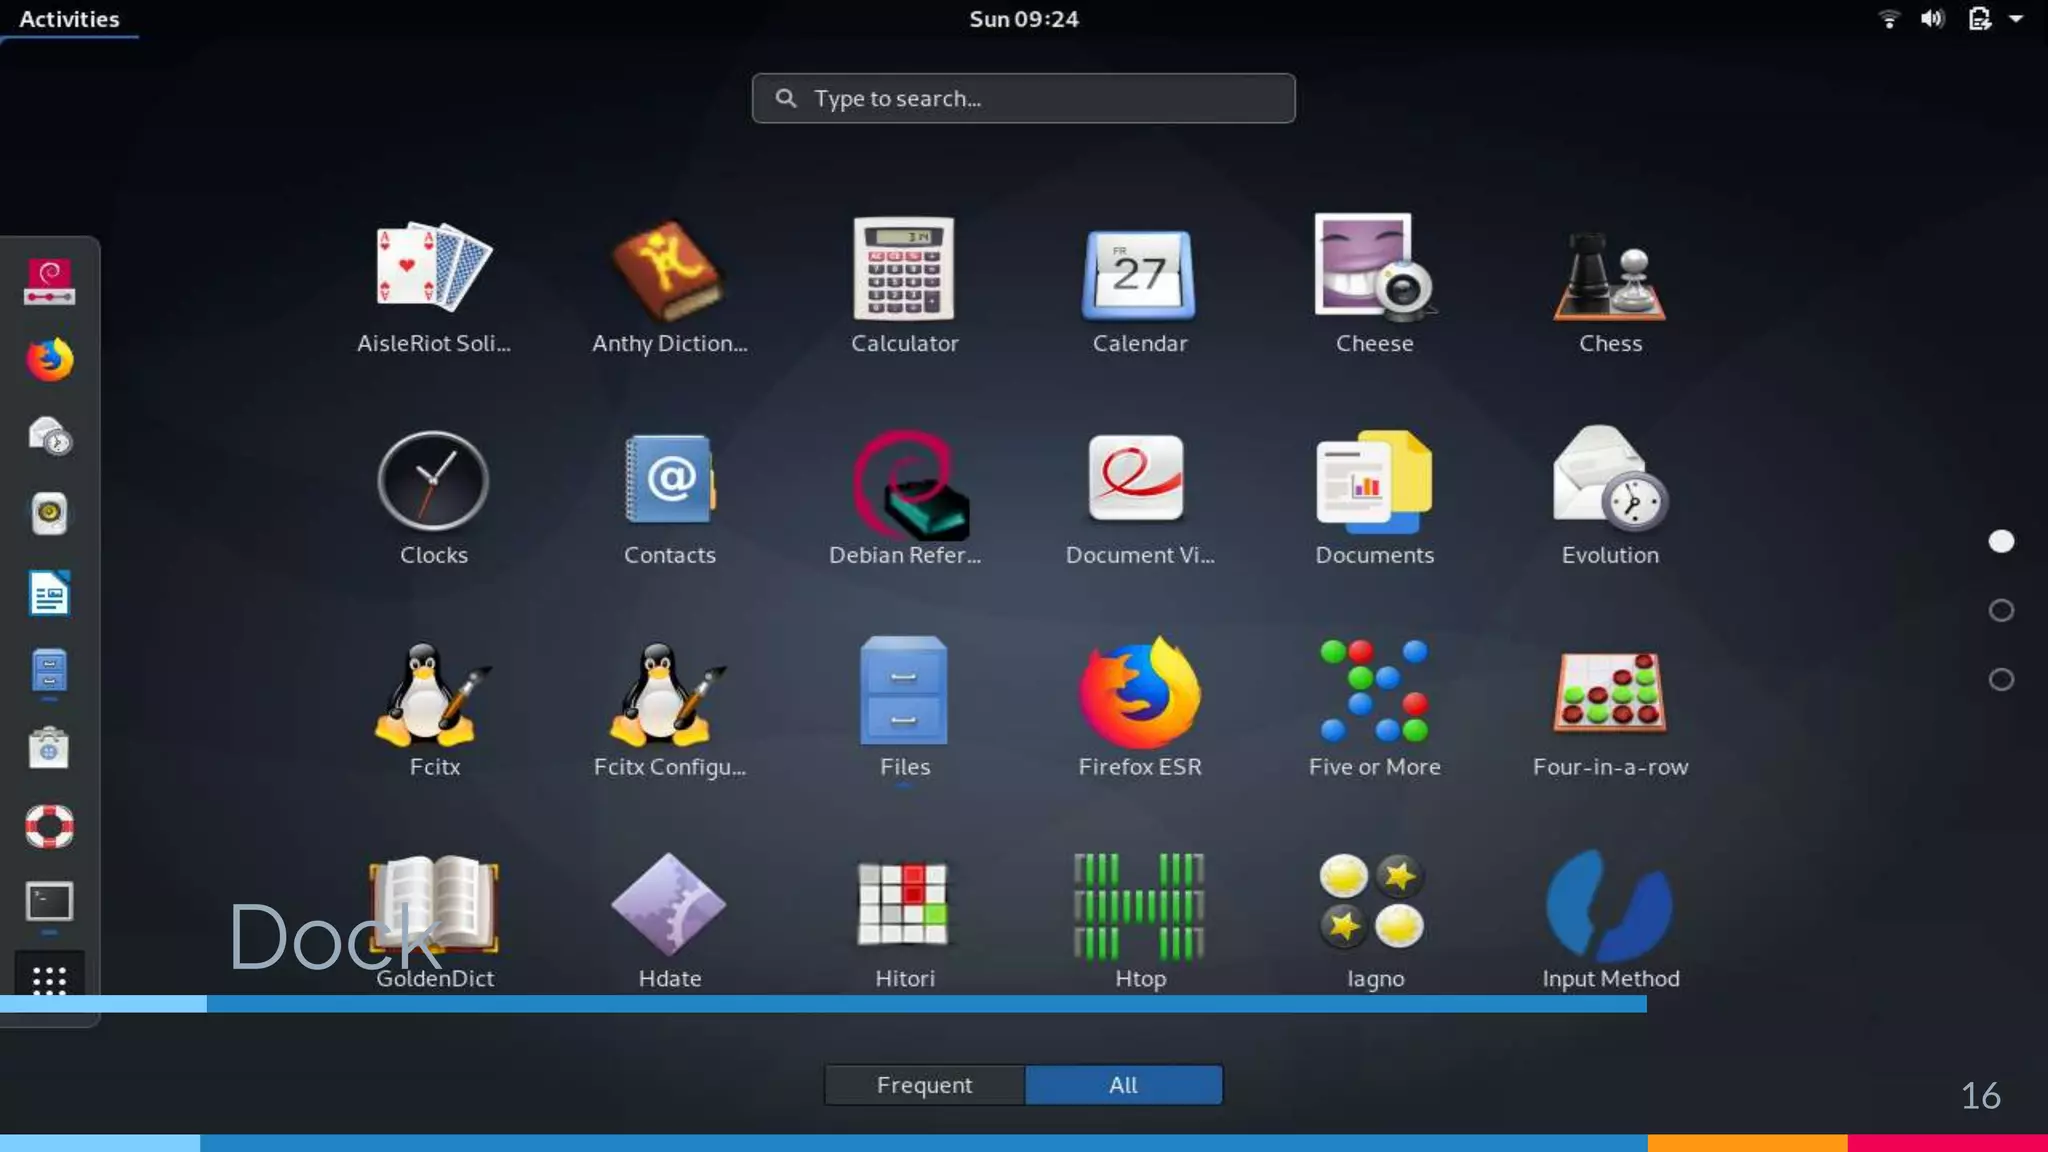 Activities
Sun 09:24
Type to search...
AisleRiot Soli...
Anthy Diction...
Calculator
Calendar
Cheese
Chess
FR
27
Clocks
Contacts
Debian Refer...
Document Vi...
Documents
Evolution
Fcitx
Fcitx Configu...
Files
Firefox ESR
Five or More
Four-in-a-row
Dock
GoldenDict
Hdate
Hitori
Htop
Iagno
Input Method
Frequent
All
16